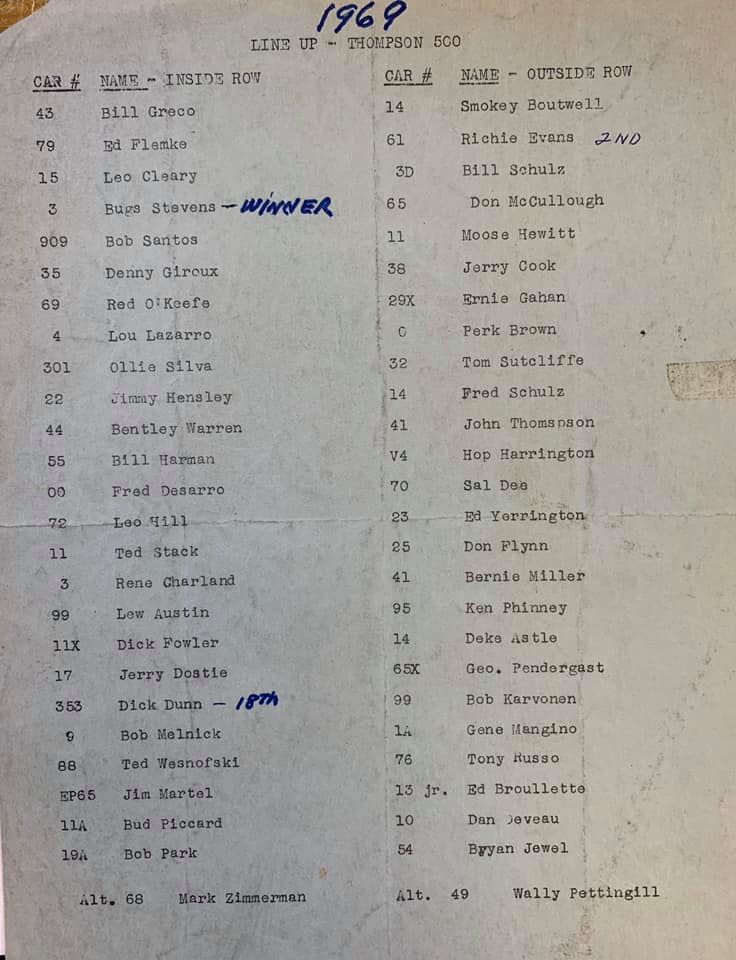 1969
LINE UP - THOMPSON 500
CAR # NAME - INSIDE ROW CAR # NAME - OUTSIDE ROW
43 Bill Greco 14 Smokey Boutwell
79 Ed Flemke 61 Richie Evans 2ND
15 Leo Cleary 3D Bill Schulz
3 Bugs Stevens - WINNER 65 Don McCullough
909 Bob Santos 11 Moose Hewitt
35 Denny Giroux 38 Jerry Cook
69 Red O'Keefe 29X Ernie Gahan
4 Lou Lazarro 0 Perk Brown
301 Ollie Silva 32 Tom Sutcliffe
22 Jimmy Hensley 14 Fred Schulz
44 Bentley Warren 41 John Thomspson
55 Bill Harman V4 Hop Harrington
00 Fred Desarro 70 Sal Dee
72 Leo Hill 23 Ed Yerrington
11 Ted Stack 25 Don Flynn
3 Rene Charland 41 Bernie Miller
99 Lew Austin 95 Ken Phinney
11X Dick Fowler 14 Deke Astle
17 Jerry Dostie 65X Geo. Pendergast
353 Dick Dunn - 18TH 99 Bob Karvonen
9 Bob Melnick 1A Gene Mangino
88 Ted Wesnofski 76 Tony Russo
EP65 Jim Martel 13 jr. Ed Broullette
11A Bud Piccard 10 Dan Deveau
19A Bob Park 54 Bryan Jewel
Alt. 68 Mark Zimmerman Alt. 49 Wally Pettingill